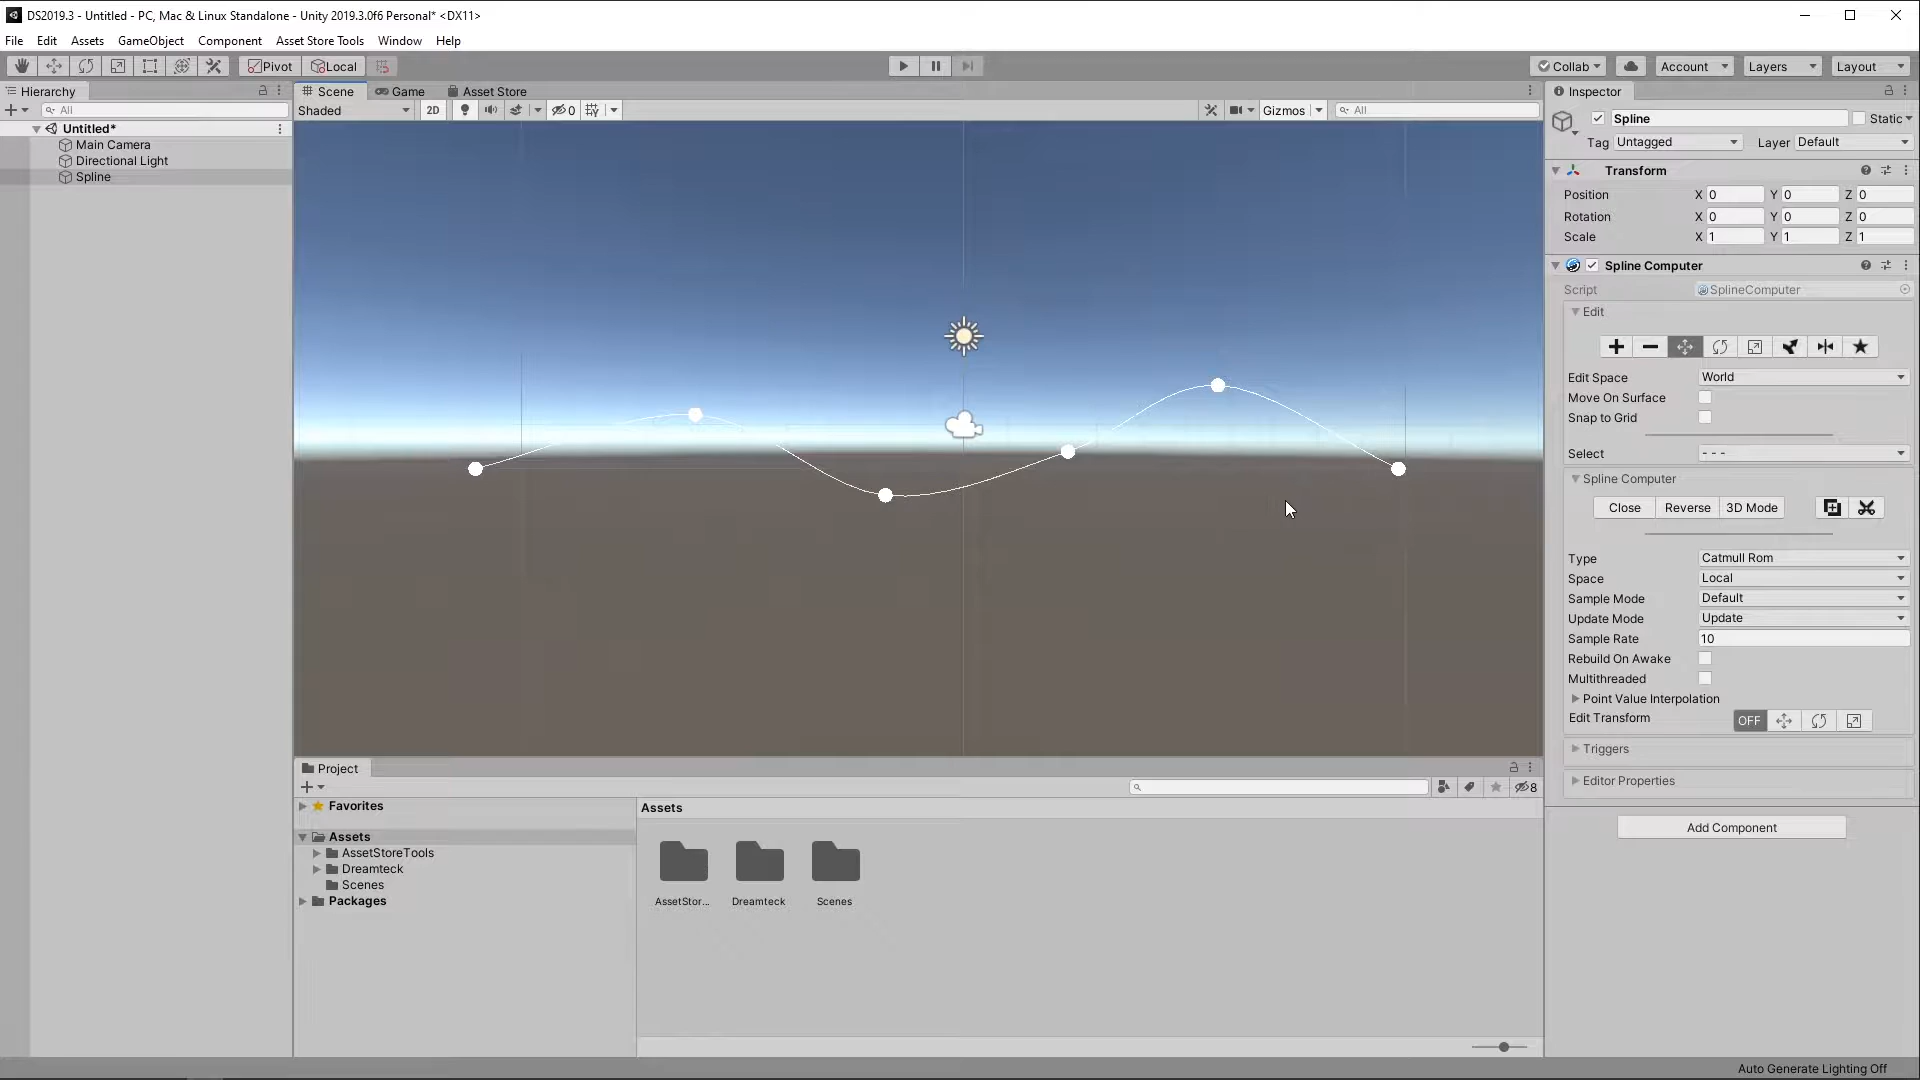 DS2019.3 - Untitled - PC, Mac & Linux Standalone - Unity 2019.3.0f6 Personal* <DX11>
File Edit Assets GameObject Component Asset Store Tools Window Help
Pivot Local Collab Account Layers Layout
Hierarchy
All
Untitled*
Main Camera
Directional Light
Spline
Scene Game Asset Store
Shaded 2D 0 Gizmos All
Project
8
Favorites
Assets
AssetStoreTools
Dreamteck
Scenes
Packages
Assets
AssetStor... Dreamteck Scenes
Inspector
Spline Static
Tag Untagged Layer Default
Transform
Position X 0 Y 0 Z 0
Rotation X 0 Y 0 Z 0
Scale X 1 Y 1 Z 1
Spline Computer
Script SplineComputer
Edit
Edit Space World
Move On Surface
Snap to Grid
Select - - -
Spline Computer
Close Reverse 3D Mode
Type Catmull Rom
Space Local
Sample Mode Default
Update Mode Update
Sample Rate 10
Rebuild On Awake
Multithreaded
Point Value Interpolation
Edit Transform OFF
Triggers
Editor Properties
Add Component
Auto Generate Lighting Off